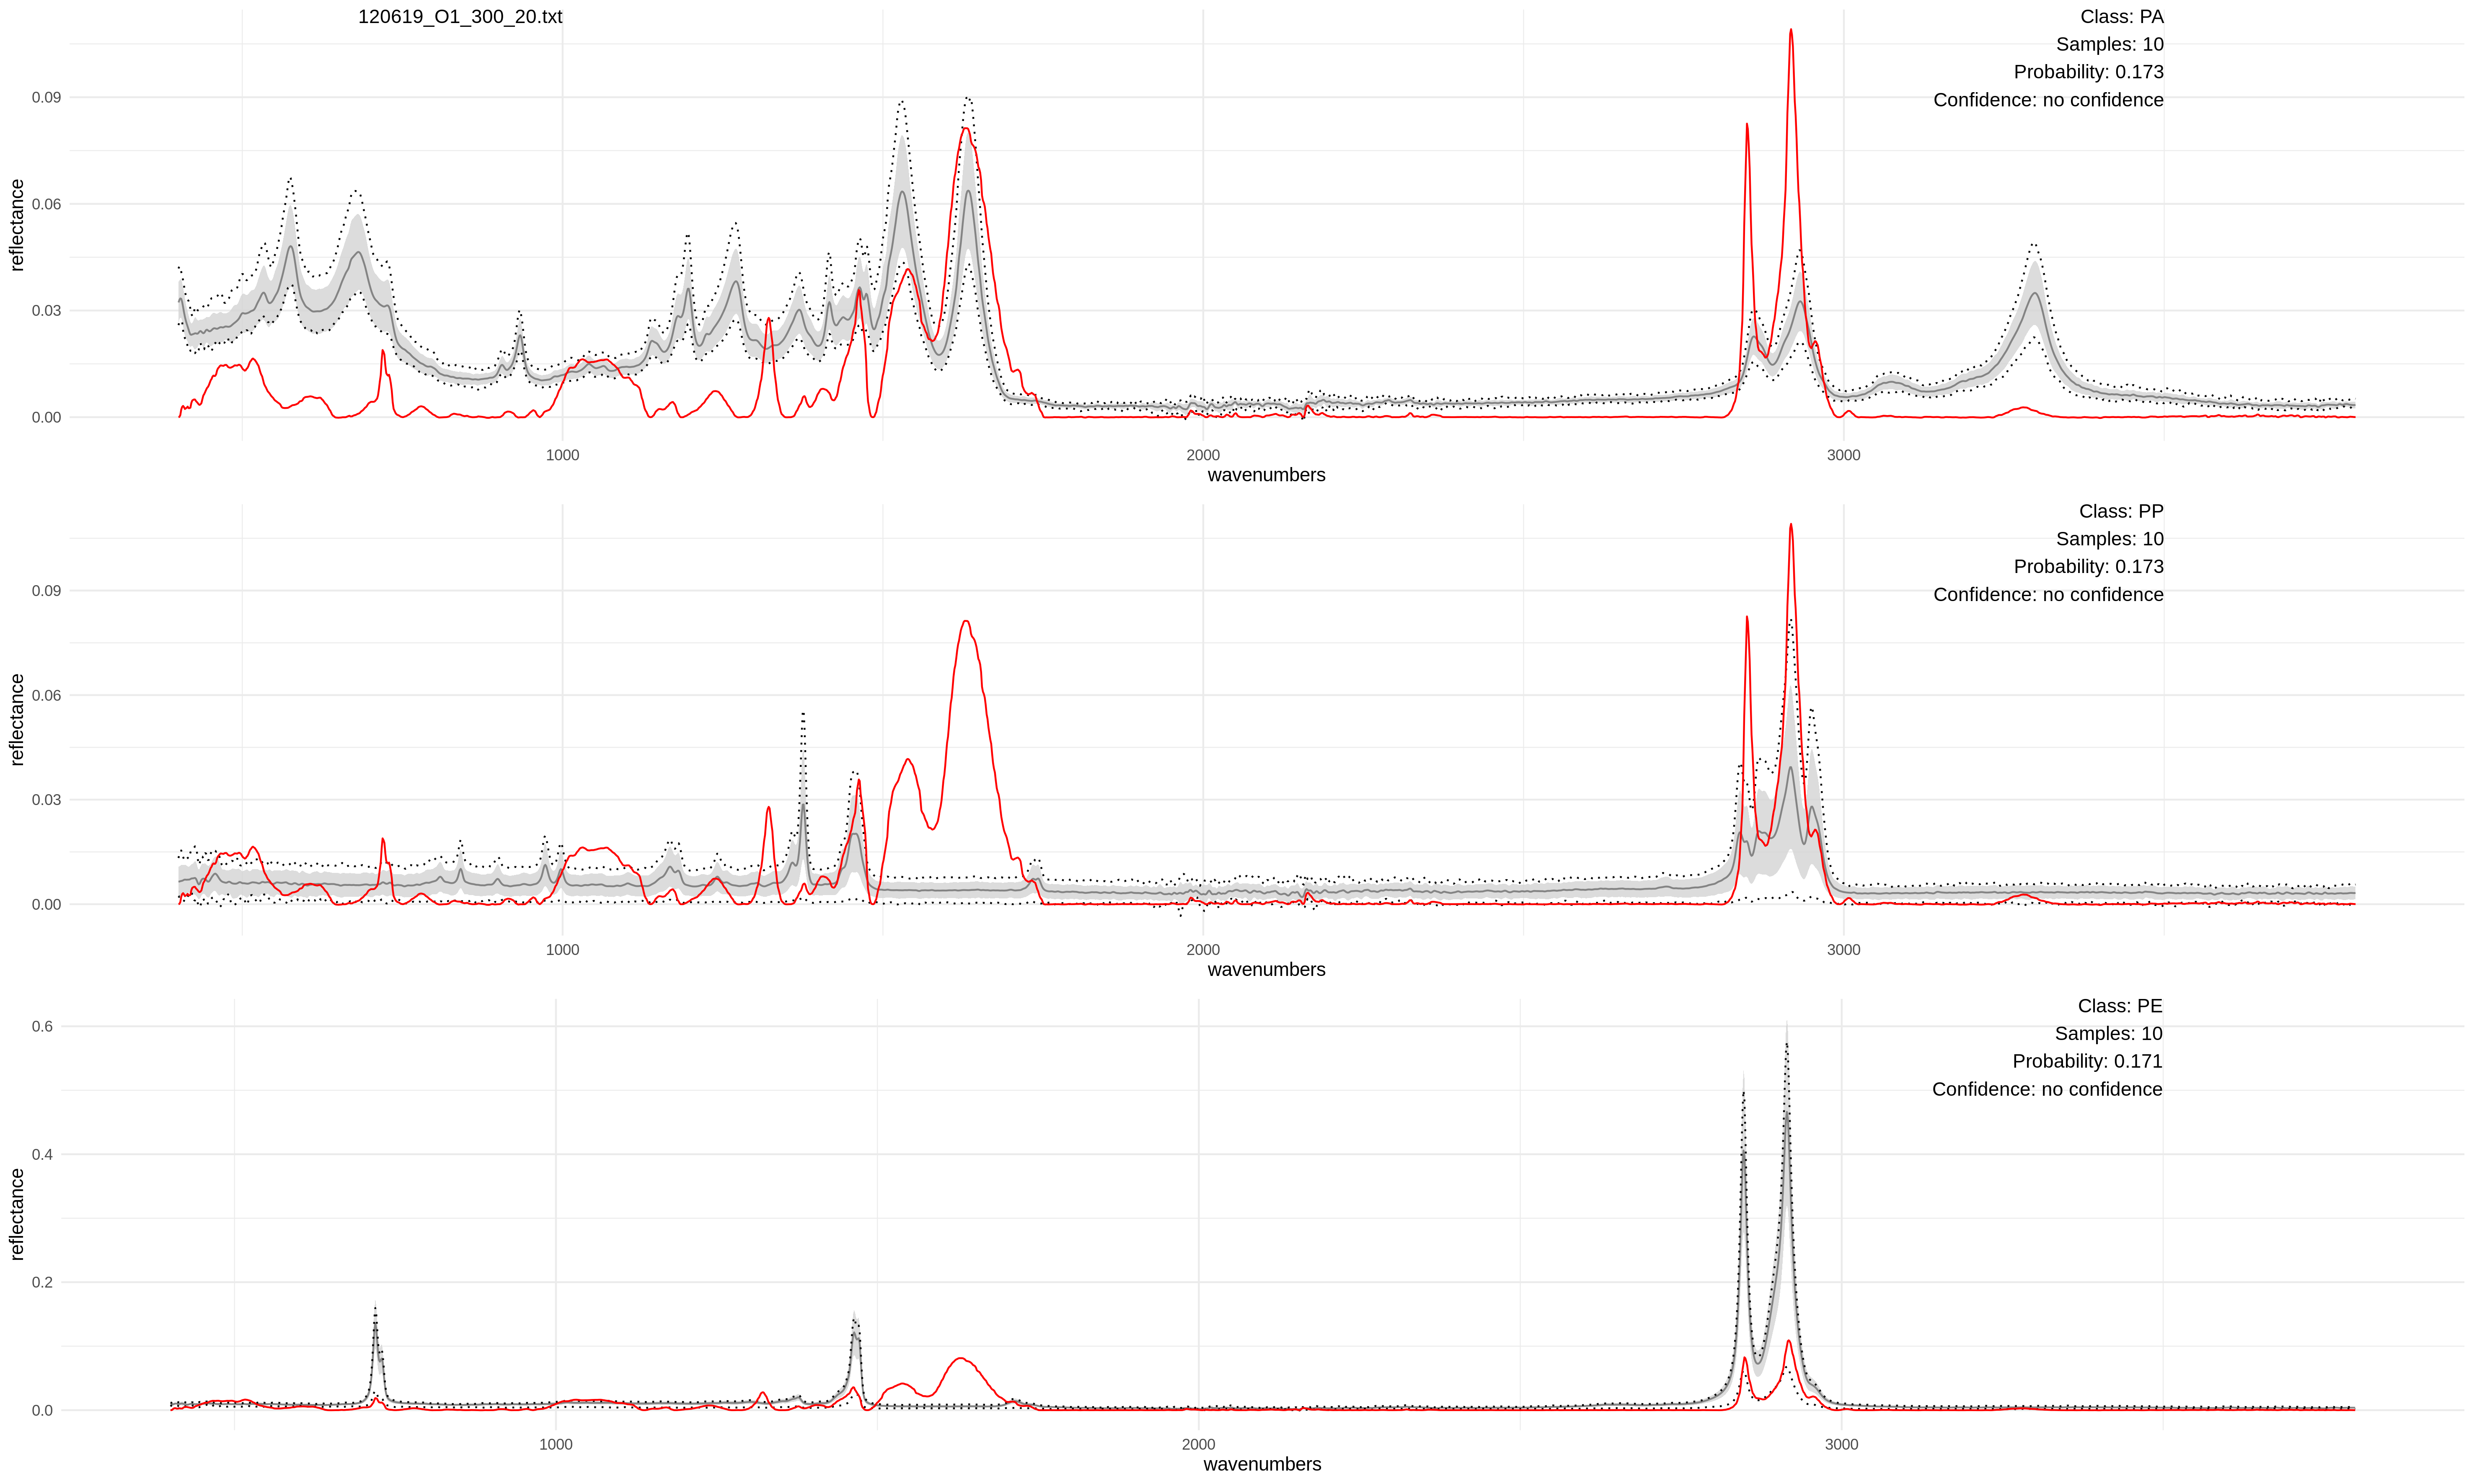 120619_O1_300_20.txt
Class: PA
Samples: 10
Probability: 0.173
Confidence: no confidence
reflectance
0.09
0.06
0.03
0.00
1000 2000 3000
wavenumbers
Class: PP
Samples: 10
Probability: 0.173
Confidence: no confidence
reflectance
0.09
0.06
0.03
0.00
1000 2000 3000
wavenumbers
Class: PE
Samples: 10
Probability: 0.171
Confidence: no confidence
reflectance
0.6
0.4
0.2
0.0
1000 2000 3000
wavenumbers